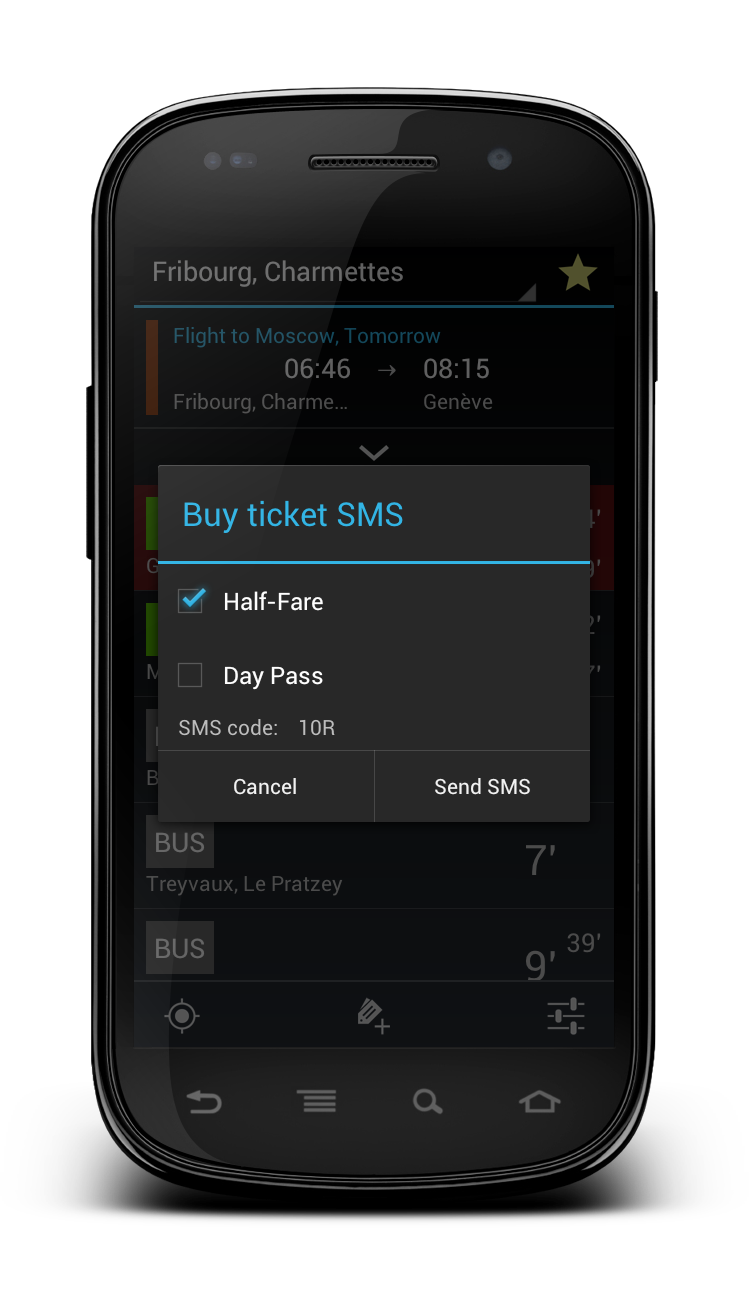 Fribourg, Charmettes
Flight to Moscow, Tomorrow
06:46 → 08:15
Fribourg, Charme... Genève
Buy ticket SMS
Half-Fare
Day Pass
SMS code: 10R
Cancel Send SMS
BUS 7'
Treyvaux, Le Pratzey
BUS 9' 39'